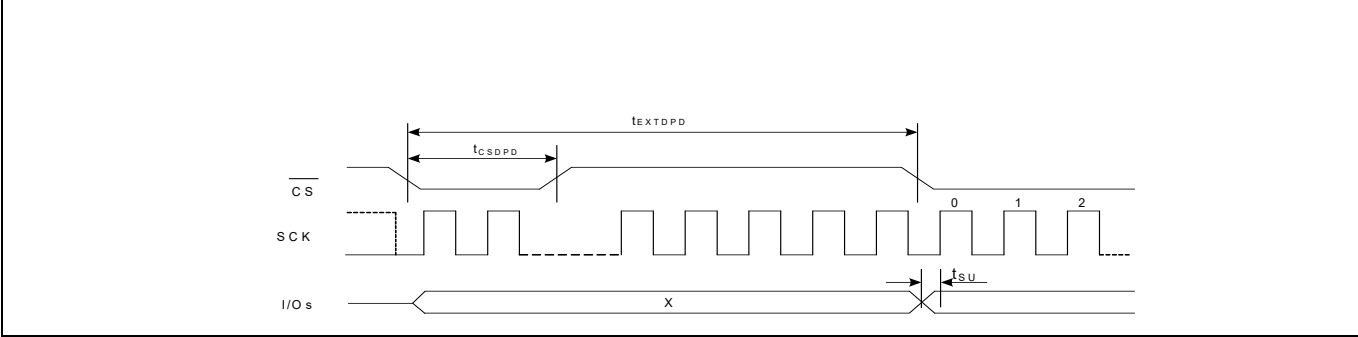 tEXTDPD
tCSDPD
CS
0 1 2
SCK
tSU
I/Os X